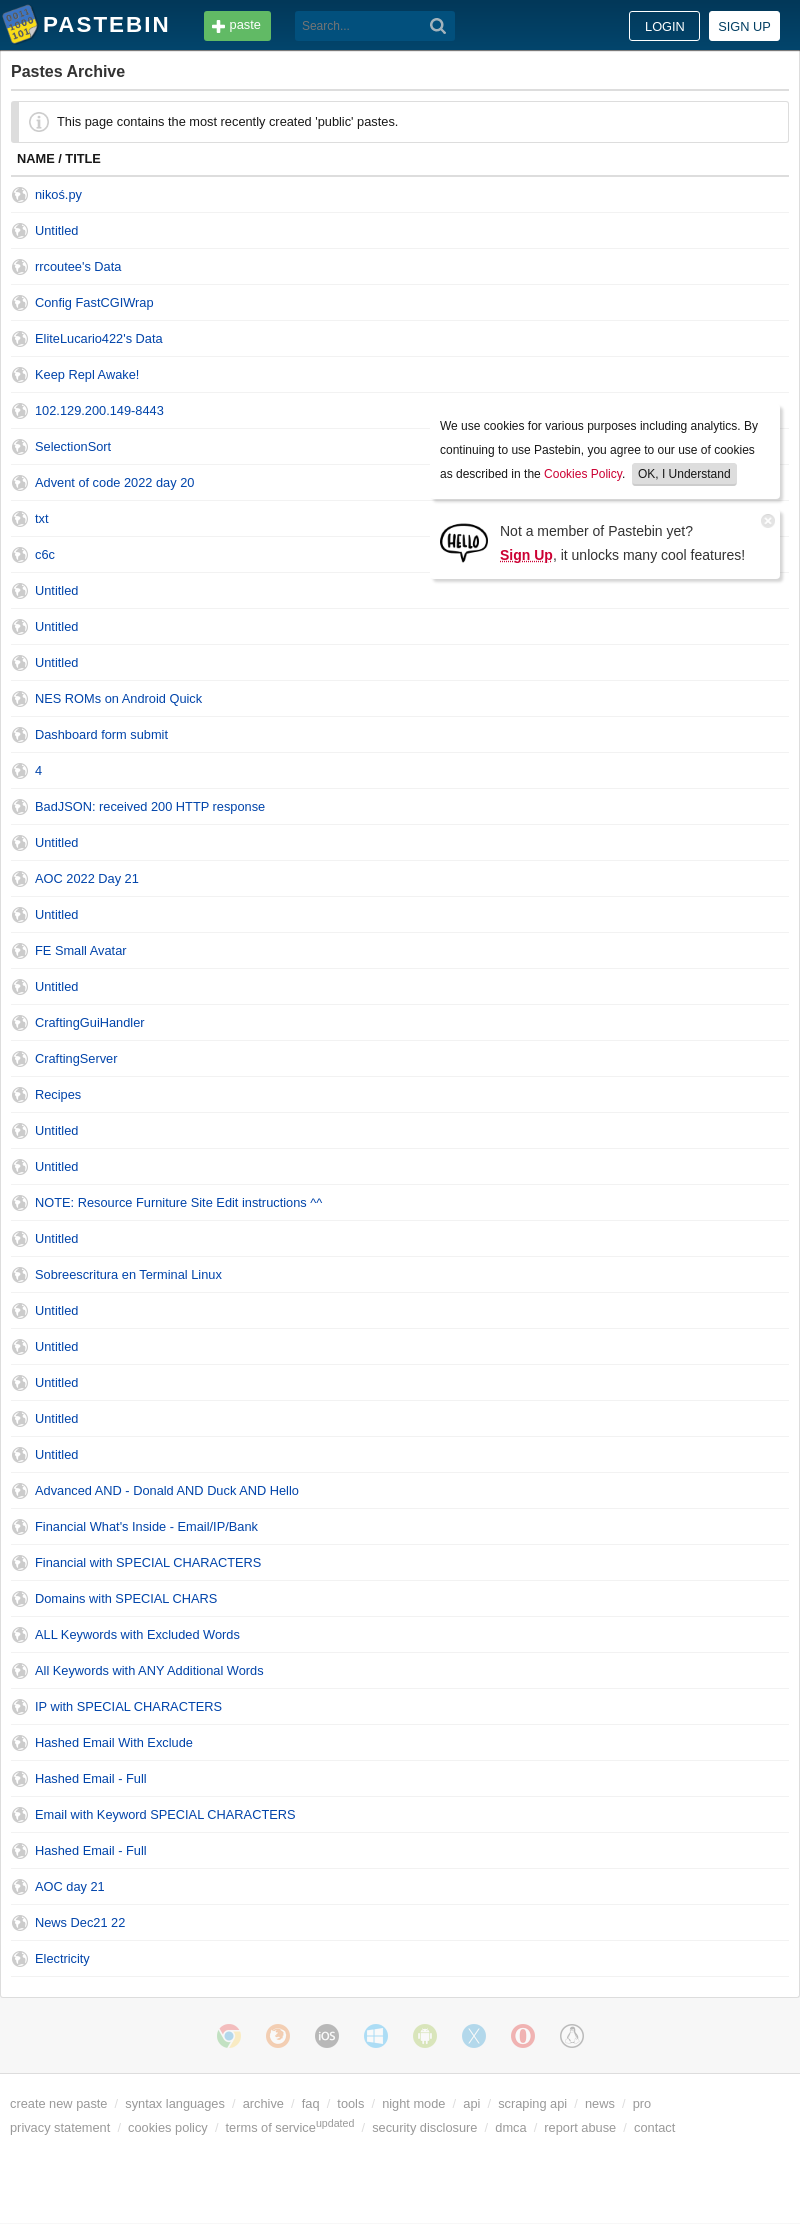 PASTEBIN
paste
Search...
LOGIN
SIGN UP
Pastes Archive
This page contains the most recently created 'public' pastes.
NAME / TITLE
nikoś.py
Untitled
rrcoutee's Data
Config FastCGIWrap
EliteLucario422's Data
Keep Repl Awake!
102.129.200.149-8443
SelectionSort
Advent of code 2022 day 20
txt
c6c
We use cookies for various purposes including analytics. By
continuing to use Pastebin, you agree to our use of cookies
as described in the Cookies Policy. OK, I Understand
HELLO
Not a member of Pastebin yet?
Sign Up, it unlocks many cool features!
Untitled
Untitled
Untitled
NES ROMs on Android Quick
Dashboard form submit
4
BadJSON: received 200 HTTP response
Untitled
AOC 2022 Day 21
Untitled
FE Small Avatar
Untitled
CraftingGuiHandler
CraftingServer
Recipes
Untitled
Untitled
NOTE: Resource Furniture Site Edit instructions ^^
Untitled
Sobreescritura en Terminal Linux
Untitled
Untitled
Untitled
Untitled
Untitled
Advanced AND - Donald AND Duck AND Hello
Financial What's Inside - Email/IP/Bank
Financial with SPECIAL CHARACTERS
Domains with SPECIAL CHARS
ALL Keywords with Excluded Words
All Keywords with ANY Additional Words
IP with SPECIAL CHARACTERS
Hashed Email With Exclude
Hashed Email - Full
Email with Keyword SPECIAL CHARACTERS
Hashed Email - Full
AOC day 21
News Dec21 22
Electricity
iOS
create new paste / syntax languages / archive / faq / tools / night mode / api / scraping api / news / pro
privacy statement / cookies policy / terms of service updated / security disclosure / dmca / report abuse / contact